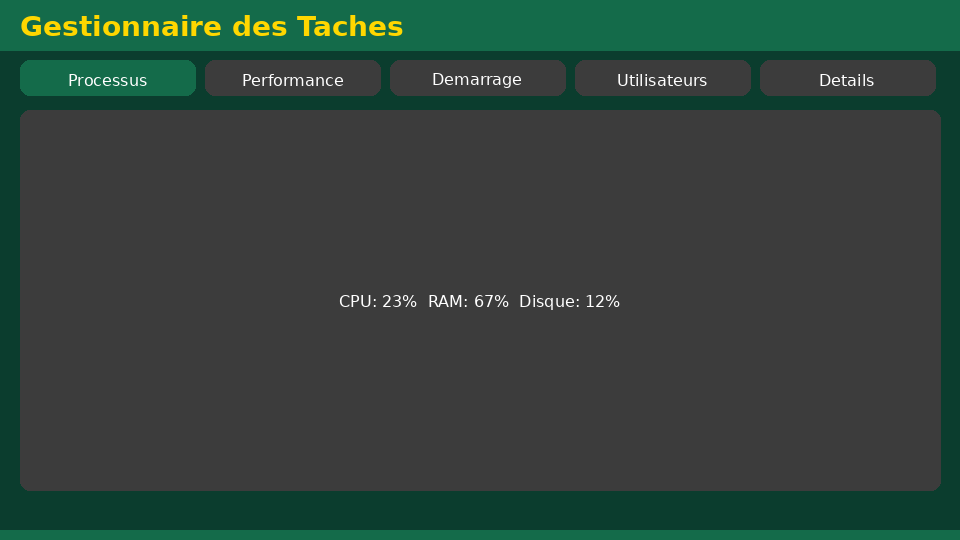 Gestionnaire des Taches
Processus Performance Demarrage Utilisateurs Details
CPU: 23% RAM: 67% Disque: 12%